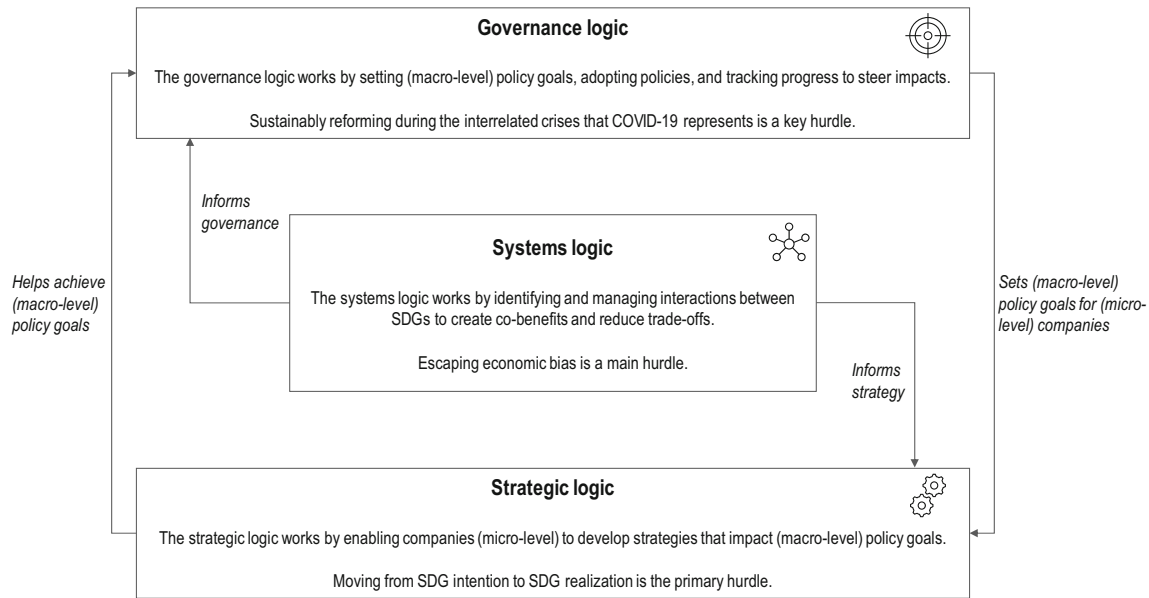 Governance logic
The governance logic works by setting (macro-level) policy goals, adopting policies, and tracking progress to steer impacts.
Sustainably reforming during the interrelated crises that COVID-19 represents is a key hurdle.
Informs
governance
Systems logic
The systems logic works by identifying and managing interactions between
SDGs to create co-benefits and reduce trade-offs.
Escaping economic bias is a main hurdle.
Helps achieve
(macro-level)
policy goals
Sets (macro-level)
policy goals for (micro-
level) companies
Informs
strategy
Strategic logic
The strategic logic works by enabling companies (micro-level) to develop strategies that impact (macro-level) policy goals.
Moving from SDG intention to SDG realization is the primary hurdle.